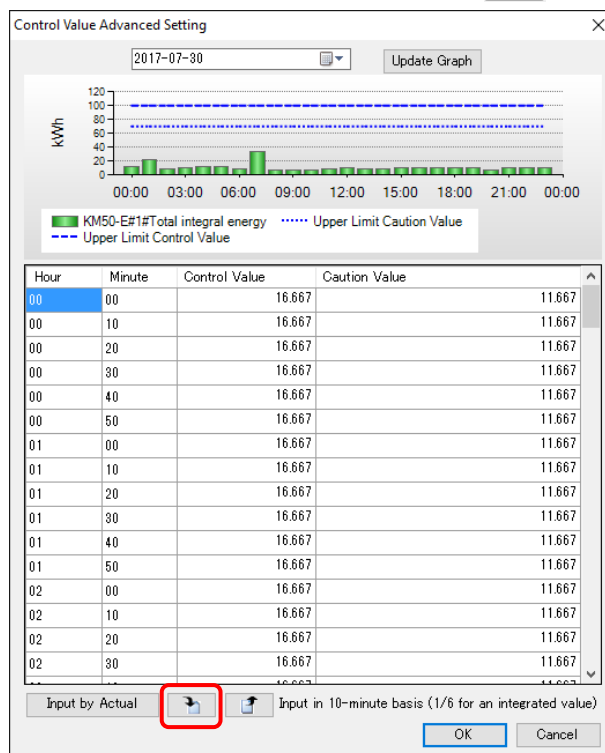 Control Value Advanced Setting
2017-07-30 Update Graph
kWh
120
100
80
60
40
20
0
00:00 03:00 06:00 09:00 12:00 15:00 18:00 21:00 00:00
KM50-E#1#Total integral energy Upper Limit Caution Value
Upper Limit Control Value
Hour Minute Control Value Caution Value
00 00 16.667 11.667
00 10 16.667 11.667
00 20 16.667 11.667
00 30 16.667 11.667
00 40 16.667 11.667
00 50 16.667 11.667
01 00 16.667 11.667
01 10 16.667 11.667
01 20 16.667 11.667
01 30 16.667 11.667
01 40 16.667 11.667
01 50 16.667 11.667
02 00 16.667 11.667
02 10 16.667 11.667
02 20 16.667 11.667
02 30 16.667 11.667
Input by Actual Input in 10-minute basis (1/6 for an integrated value)
OK Cancel